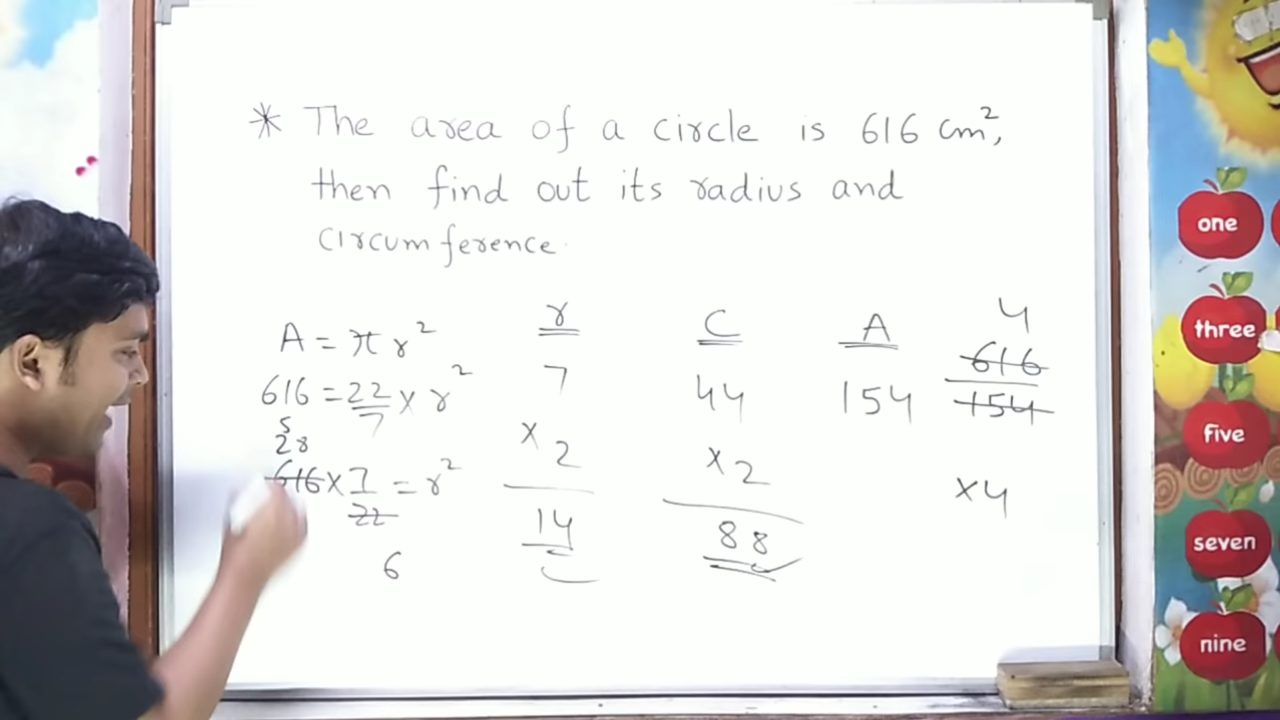 * The area of a circle is 616 cm²,
then find out its radius and
circumference.
A = πr²
616 = 22/7 × r²
5
28
616 × 7/22 = r²
6
r
7
× 2
14
C
44
× 2
88
A
154
4
616
154
×4
one
three
five
seven
nine